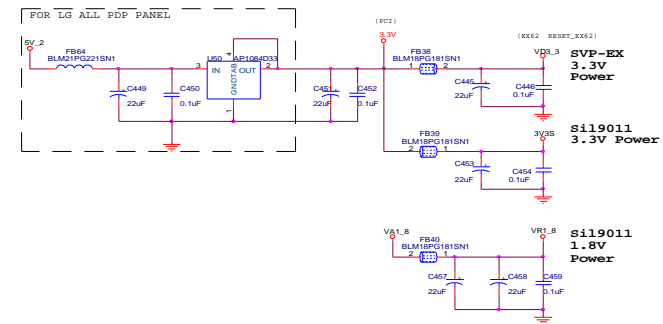 FOR LG ALL PDP PANEL
(PCI)
3.3V
(EX62 RESET_EX62)
5V_2
FB64
BLM21PG221SN1
U50 AP1084D33
4
3 IN OUT 2
GNDTAB
1
C449
22uF
C450
0.1uF
C451
22uF
C452
0.1uF
FB38
BLM18PG181SN1
1 2
C445
22uF
C446
0.1uF
VD3_3
SVP-EX
3.3V
Power
FB39
BLM18PG181SN1
2 1
C453
22uF
C454
0.1uF
3V3S
Sil9011
3.3V Power
VA1_8
FB40
BLM18PG181SN1
2 1
C457
22uF
C458
22uF
C459
0.1uF
VR1_8
Sil9011
1.8V
Power